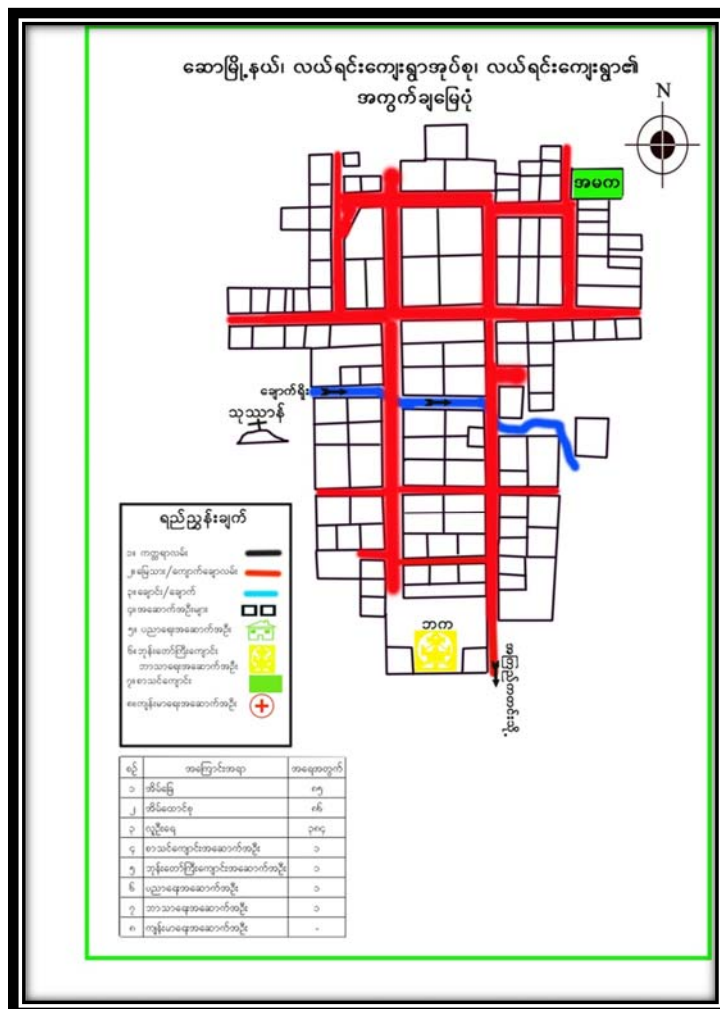 ဆောမြို့နယ်၊ လယ်ရင်းကျေးရွာအုပ်စု၊ လယ်ရင်းကျေးရွာ၏
အကွက်ချမြေပုံ
N
အမက
ချောက်ရိုး
သုဿာန်
ဘက
ရည်ညွှန်းချက်
၁။ ကတ္တရာလမ်း
၂။ မြေသား/ကျောက်ချောလမ်း
၃။ ချောင်း/ချောက်
၄။ အဆောက်အဦးများ
၅။ ပညာရေးအဆောက်အဦး
၆။ ဘုန်းတော်ကြီးကျောင်း
ဘာသာရေးအဆောက်အဦး
၇။ စာသင်ကျောင်း
၈။ ကျန်းမာရေးအဆောက်အဦး
စဉ် အကြောင်းအရာ အရေအတွက်
၁ အိမ်ခြေ ၈၅
၂ အိမ်ထောင်စု ၈၆
၃ လူဦးရေ ၃၈၄
၄ စာသင်ကျောင်းအဆောက်အဦး ၁
၅ ဘုန်းတော်ကြီးကျောင်းအဆောက်အဦး ၁
၆ ပညာရေးအဆောက်အဦး ၁
၇ ဘာသာရေးအဆောက်အဦး ၁
၈ ကျန်းမာရေးအဆောက်အဦး -